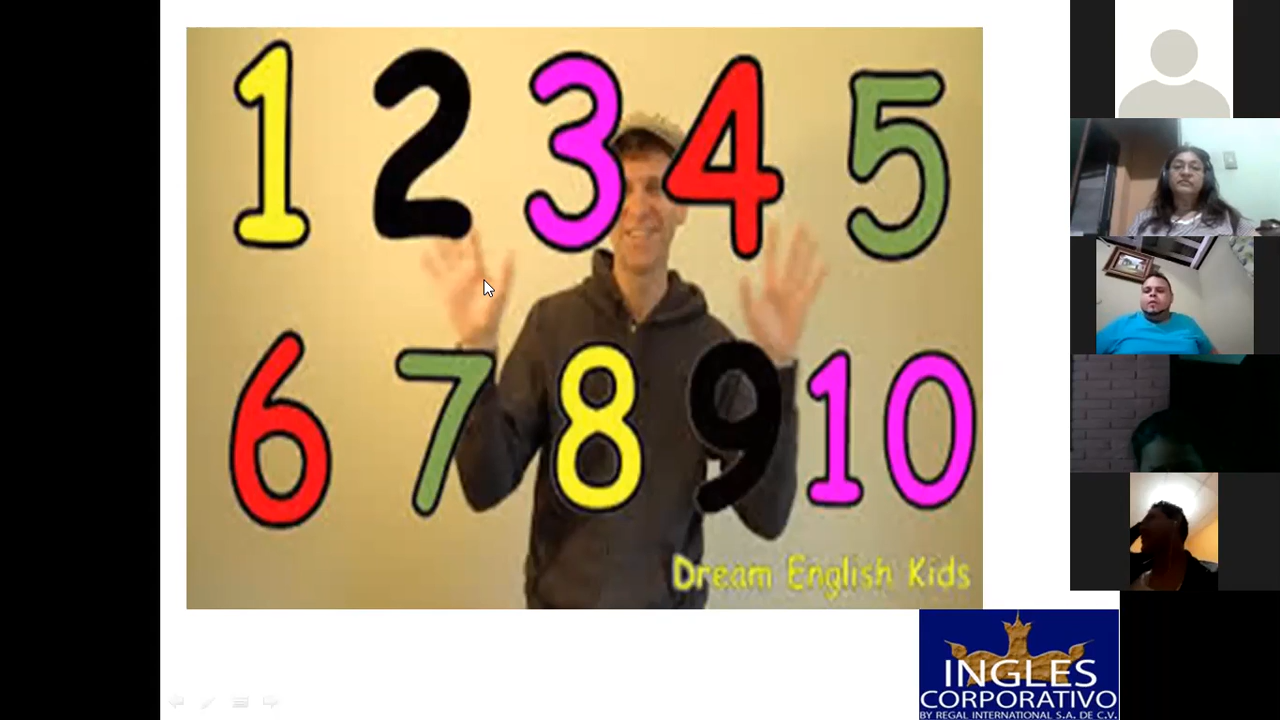 1 2 3 4 5
6 7 8 9 10
Dream English Kids
INGLES
CORPORATIVO
BY REGAL INTERNATIONAL S.A. DE C.V.